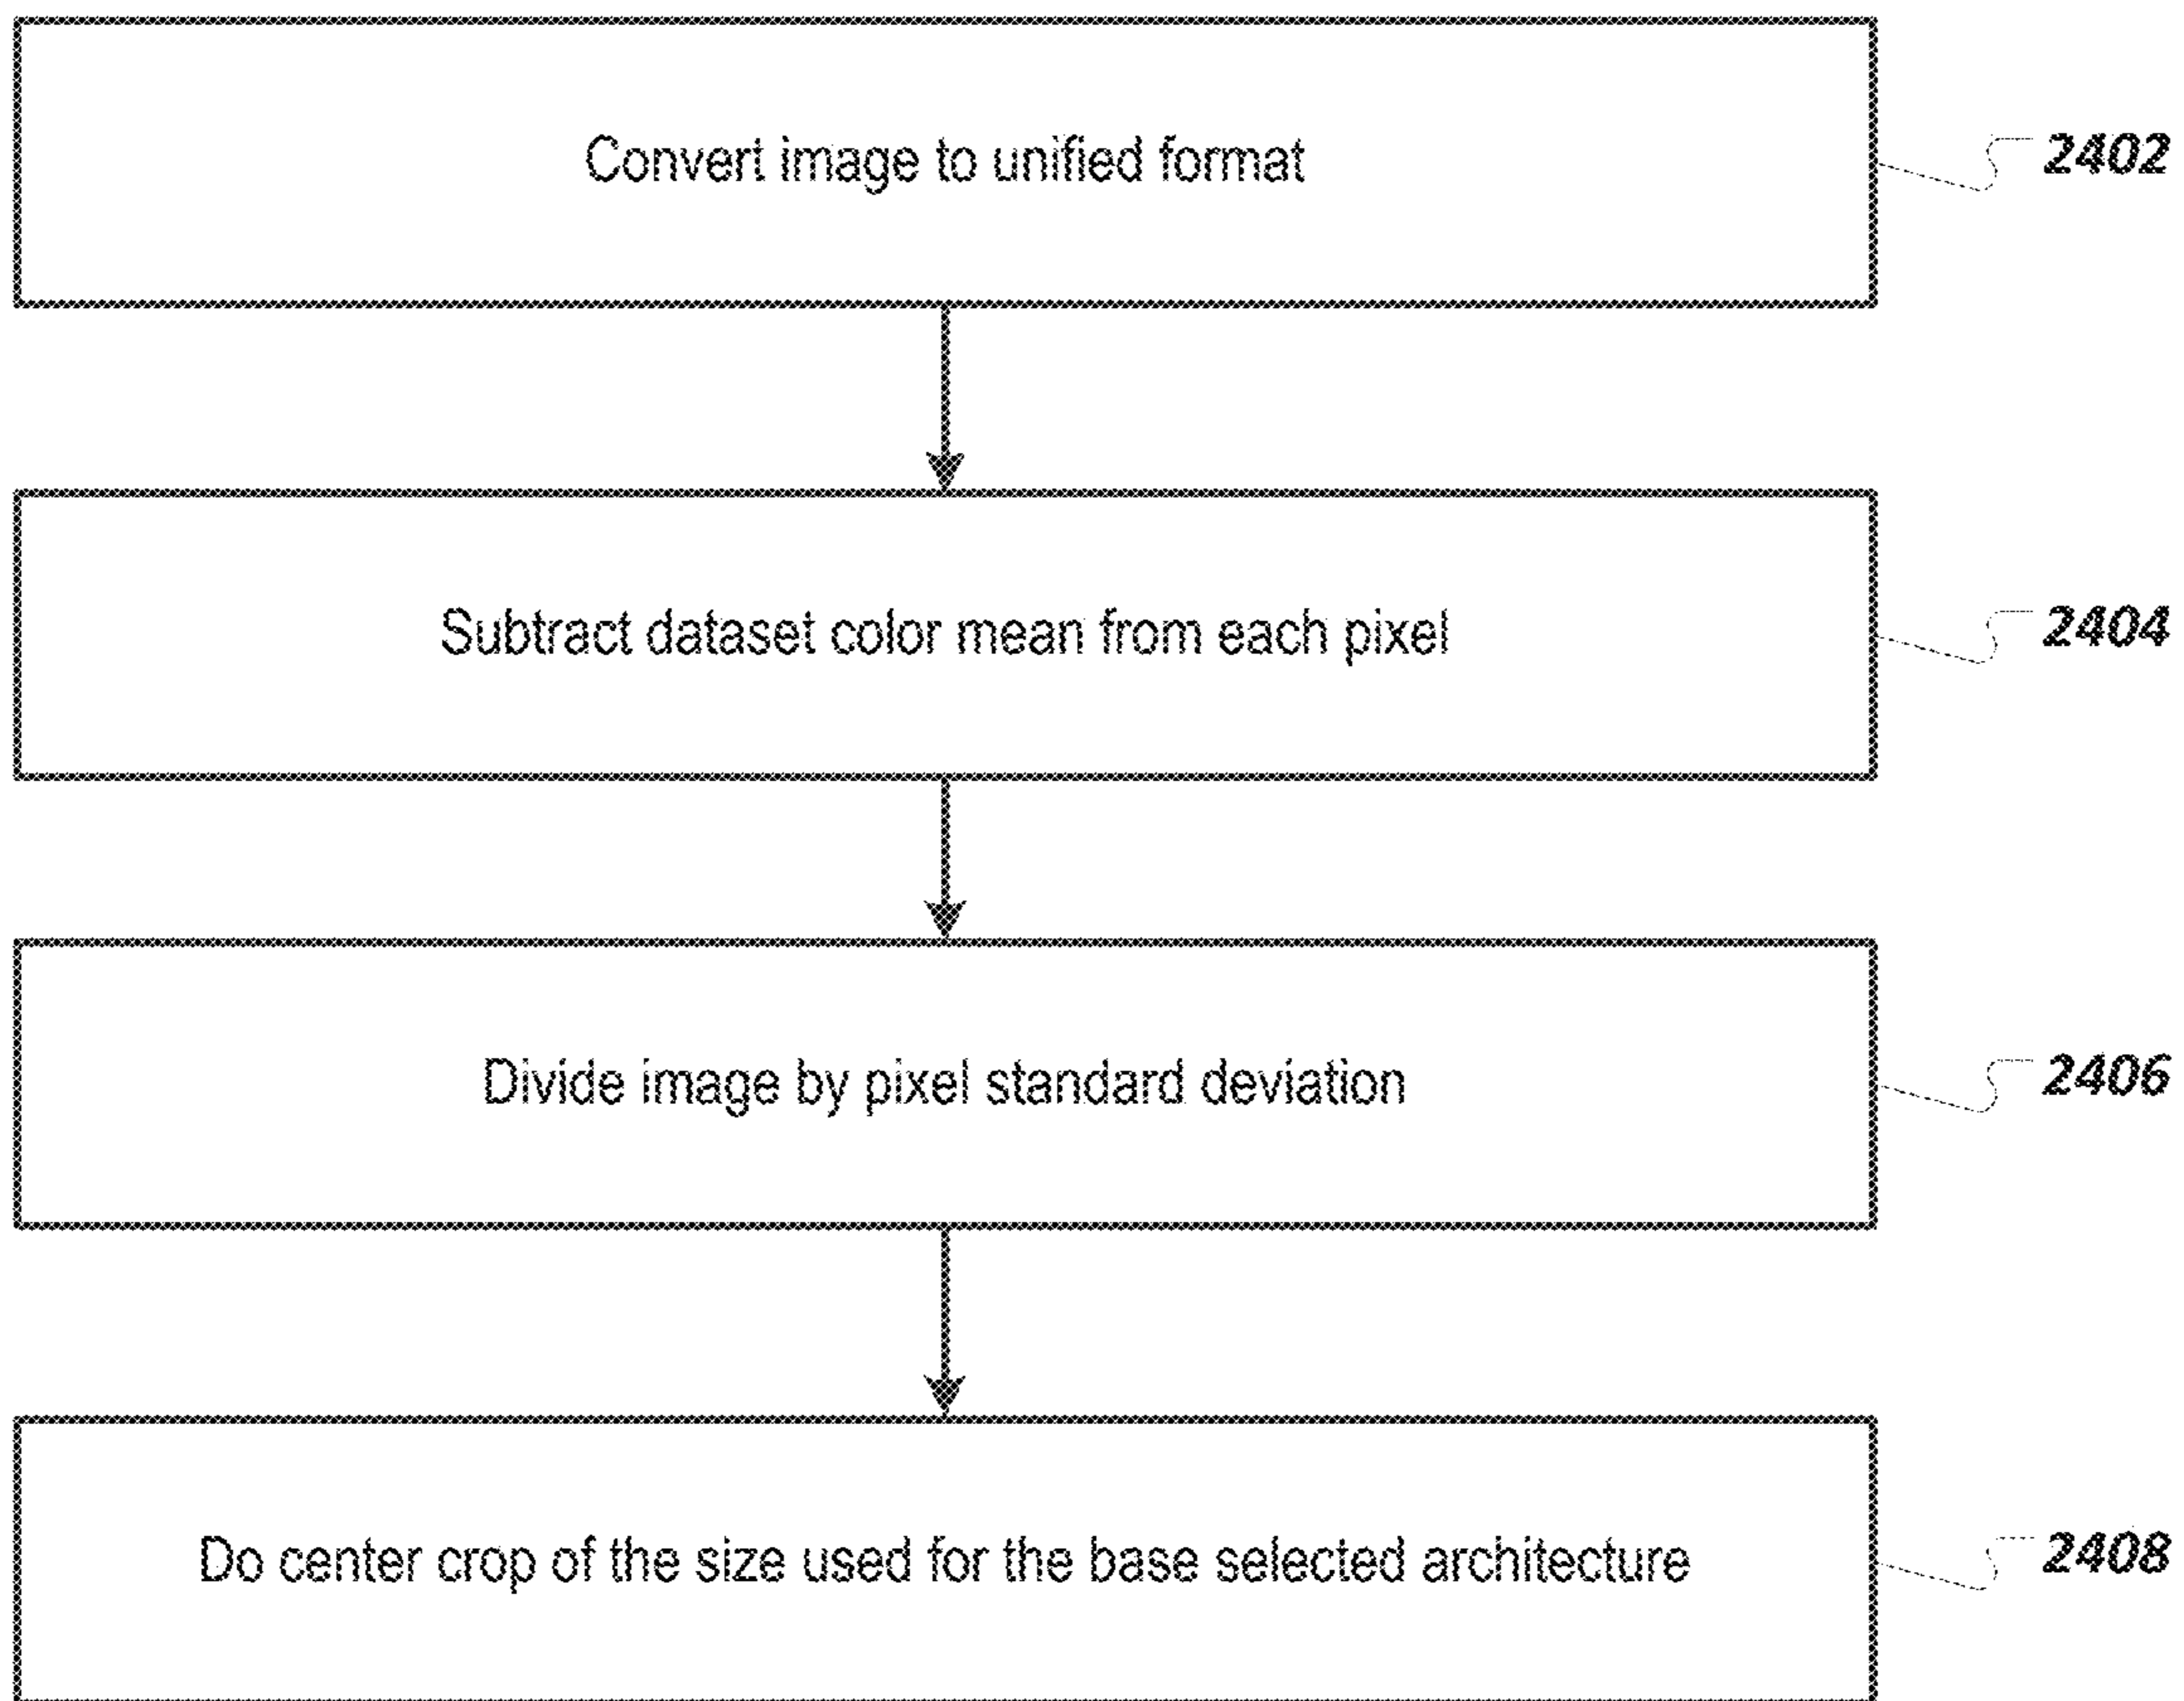 Convert image to unified format
2402
Subtract dataset color mean from each pixel
2404
Divide image by pixel standard deviation
2406
Do center crop of the size used for the base selected architecture
2408